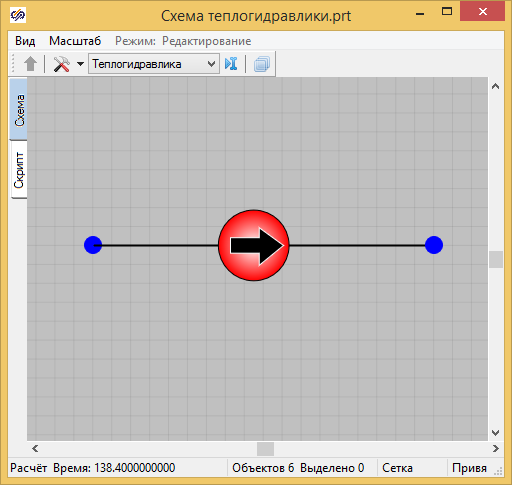 Схема теплогидравлики.prt
Вид Масштаб Режим: Редактирование
Теплогидравлика
Схема
Скрипт
Расчёт Время: 138.4000000000 Объектов 6 Выделено 0 Сетка Привя